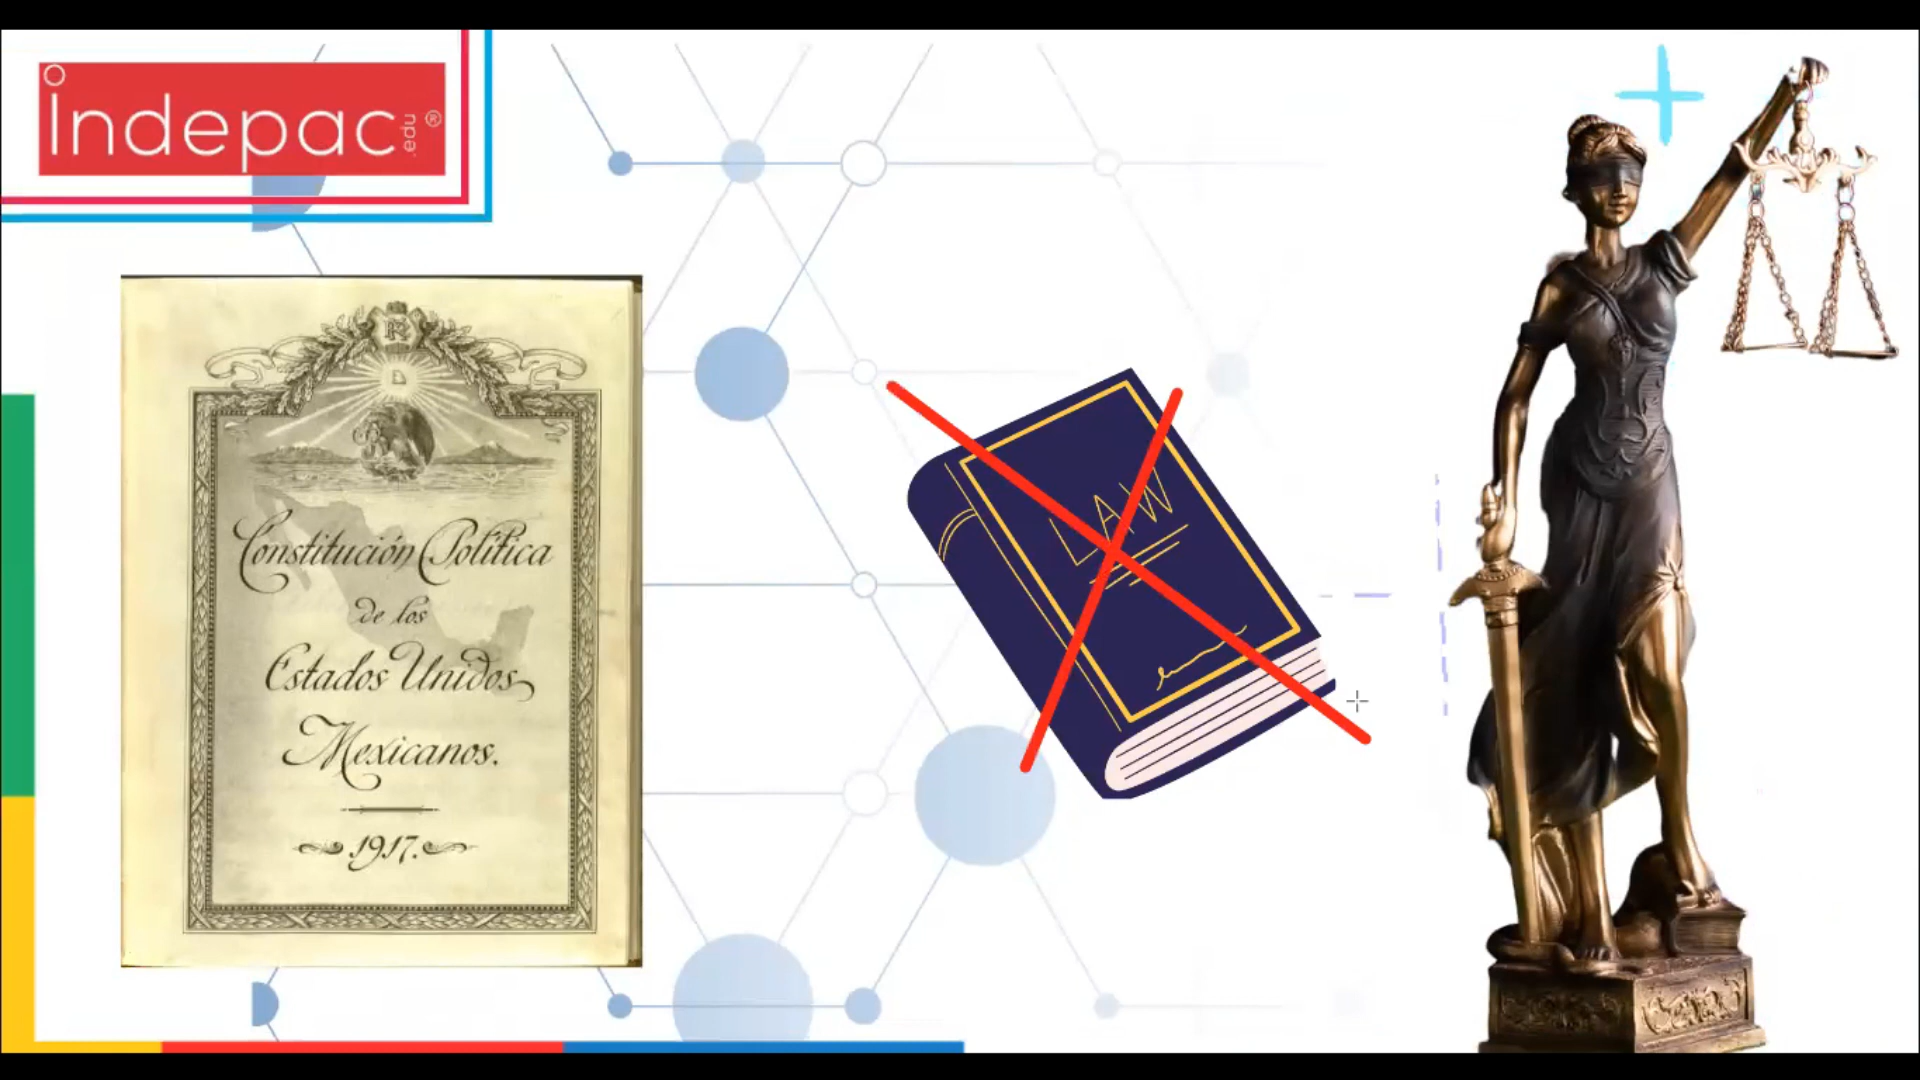 indepac.edu®
Constitución Política
de los
Estados Unidos
Mexicanos.
1917.
LAW